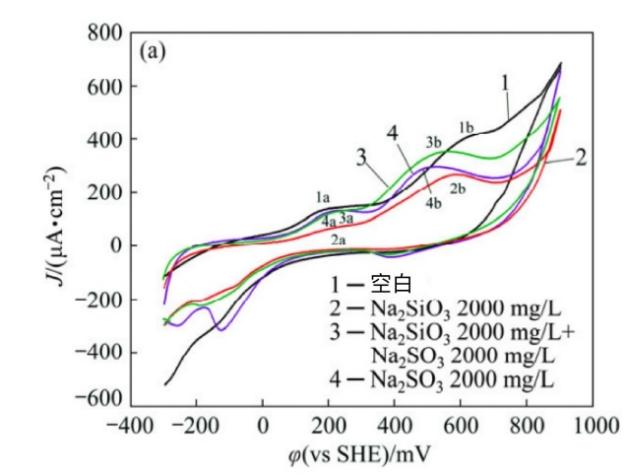 (a)
800
600
400
200
0
−200
−400
−600
J/(μA•cm⁻²)
−400 −200 0 200 400 600 800 1000
φ(vs SHE)/mV
1
2
3
4
1a
1b
2a
2b
3a
3b
4a
4b
1 — 空白
2 — Na₂SiO₃ 2000 mg/L
3 — Na₂SiO₃ 2000 mg/L+
Na₂SO₃ 2000 mg/L
4 — Na₂SO₃ 2000 mg/L